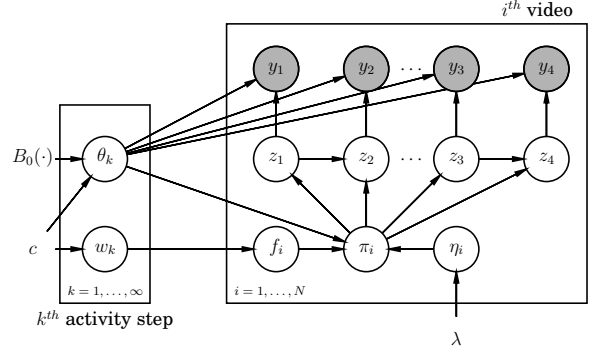 i^th video
y_1 y_2 ... y_3 y_4
B_0(·) θ_k z_1 z_2 ... z_3 z_4
c w_k f_i π_i η_i
k = 1, ..., ∞ i = 1, ..., N
k^th activity step
λ